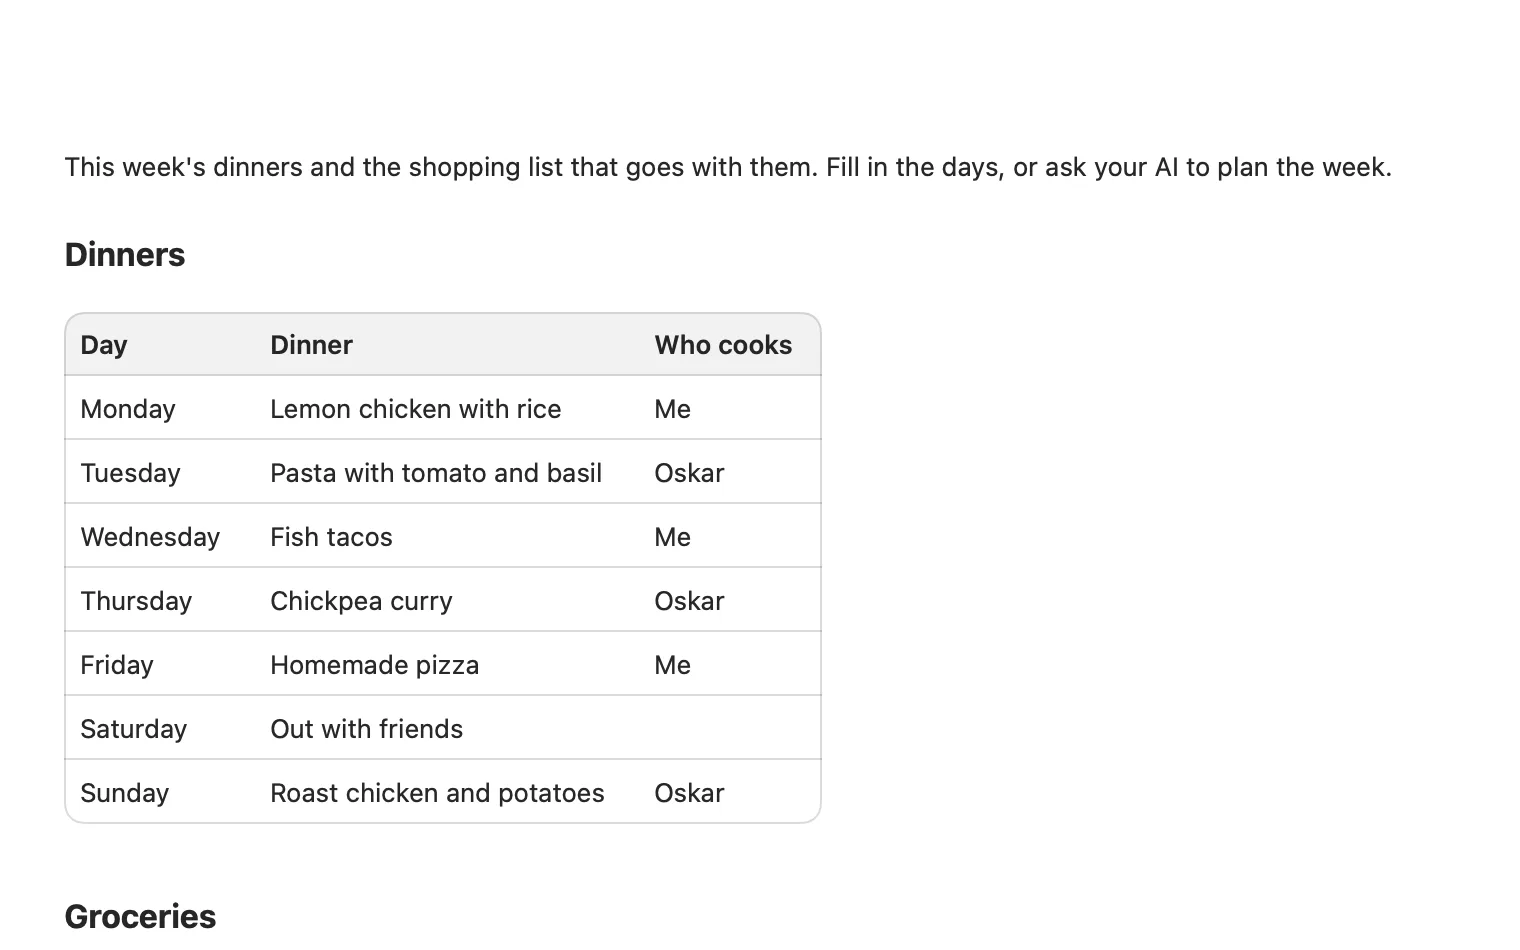 This week's dinners and the shopping list that goes with them. Fill in the days, or ask your AI to plan the week.
Dinners
Day Dinner Who cooks
Monday Lemon chicken with rice Me
Tuesday Pasta with tomato and basil Oskar
Wednesday Fish tacos Me
Thursday Chickpea curry Oskar
Friday Homemade pizza Me
Saturday Out with friends
Sunday Roast chicken and potatoes Oskar
Groceries